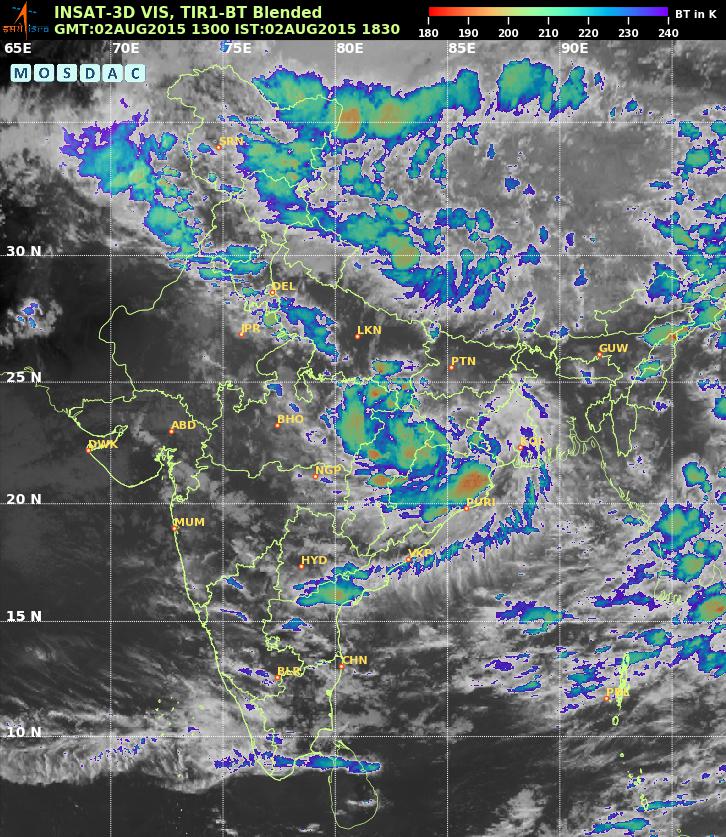 INSAT-3D VIS, TIR1-BT Blended
GMT:02AUG2015 1300 IST:02AUG2015 1830
BT in K
180 190 200 210 220 230 240
65E 70E 75E 80E 85E 90E
MOSDAC
SRN
30 N
DEL
JPR LKN
GUW
PTN
25 N
BHO
ABD
DWK
KOL
NGP
20 N
PURI
MUM
VKP
HYD
15 N
CHN
BLR
PBL
10 N